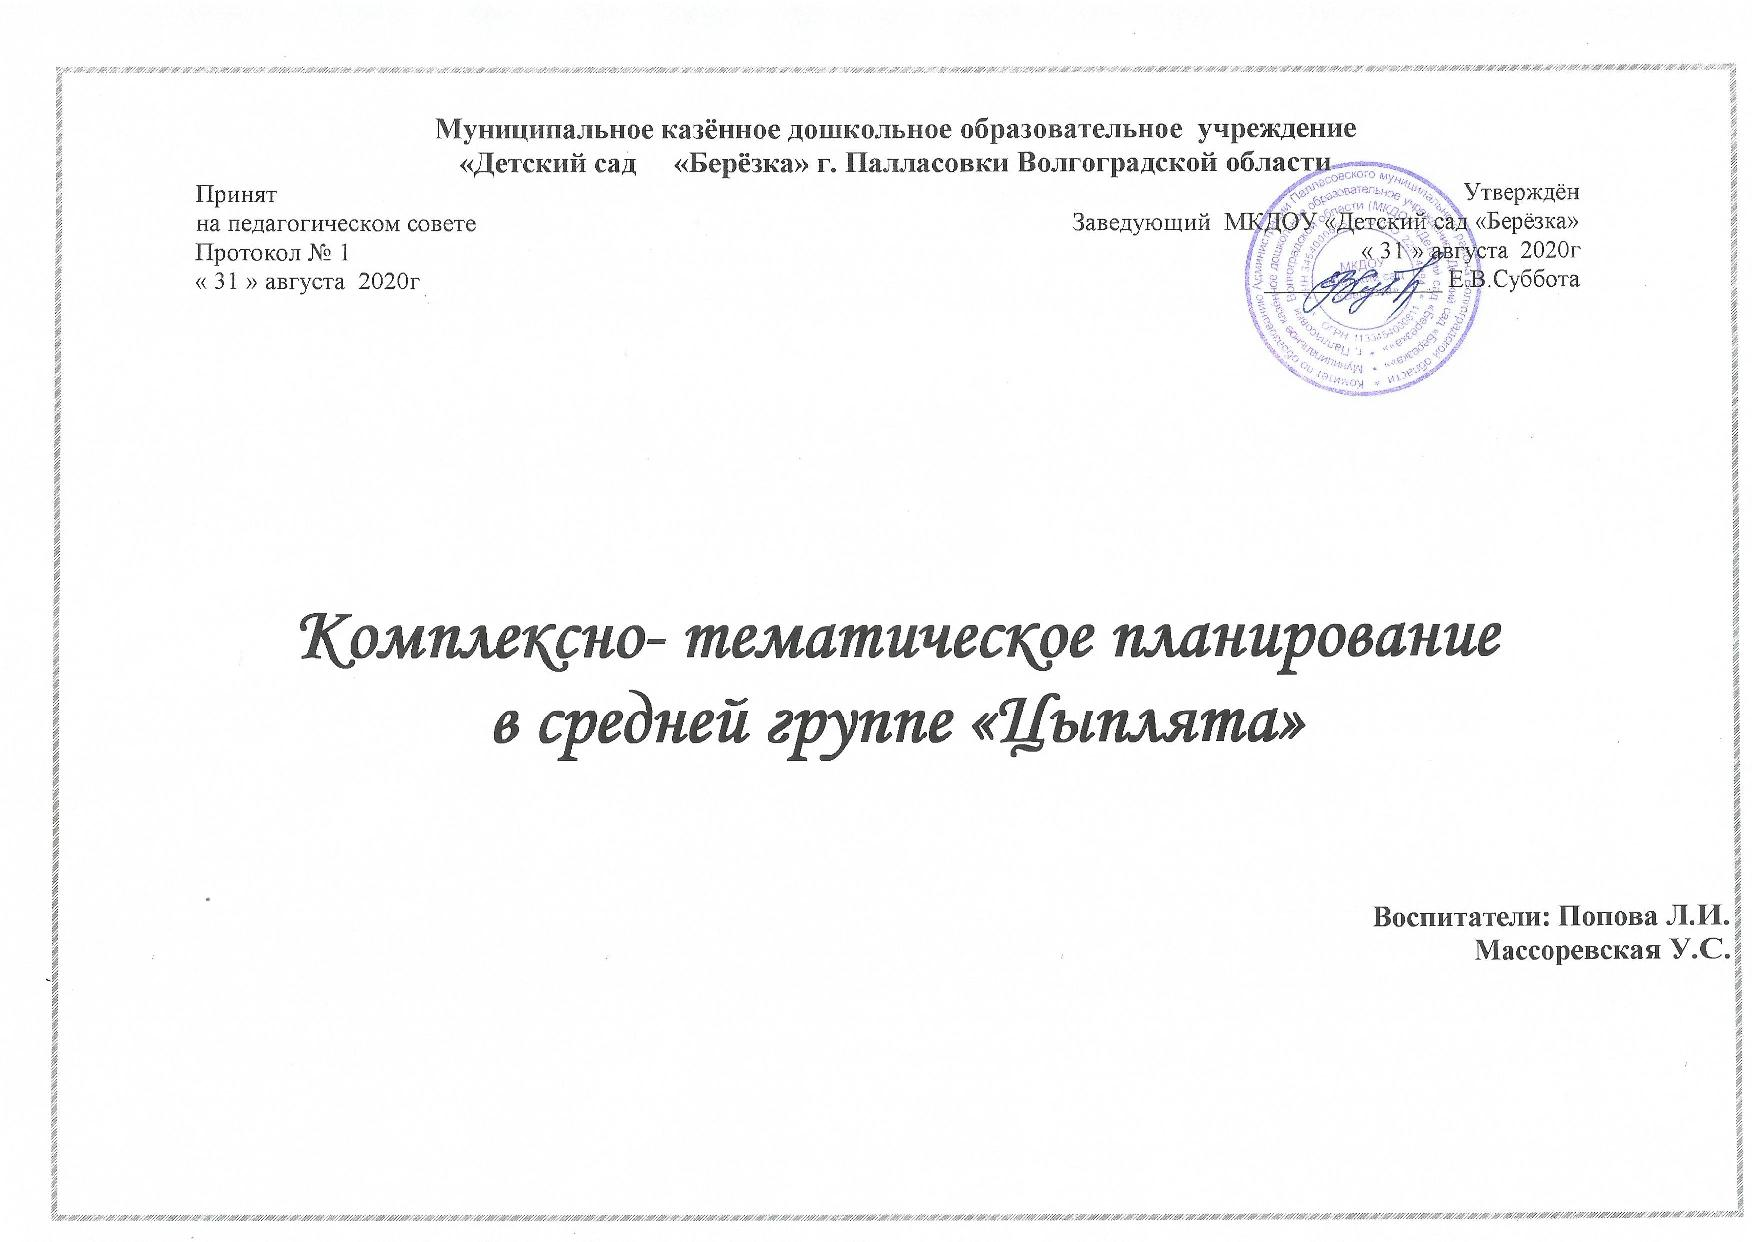 Муниципальное казённое дошкольное образовательное учреждение
«Детский сад «Берёзка» г. Палласовки Волгоградской области
Принят
на педагогическом совете
Протокол № 1
« 31 » августа 2020г
Утверждён
Заведующий МКДОУ «Детский сад «Берёзка»
« 31 » августа 2020г
Е.В.Суббота
МКДОУ
Комплексно- тематическое планирование
в средней группе «Цыплята»
Воспитатели: Попова Л.И.
Массоревская У.С.